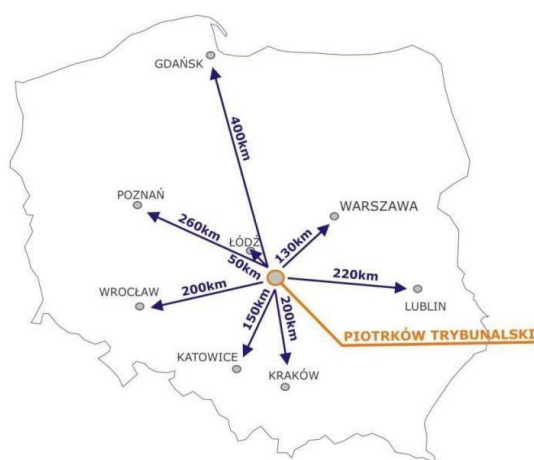 GDAŃSK
400km
POZNAŃ
260km
ŁÓDŹ
50km
WARSZAWA
130km
WROCŁAW
200km
220km
LUBLIN
150km
200km
PIOTRKÓW TRYBUNALSKI
KATOWICE
KRAKÓW